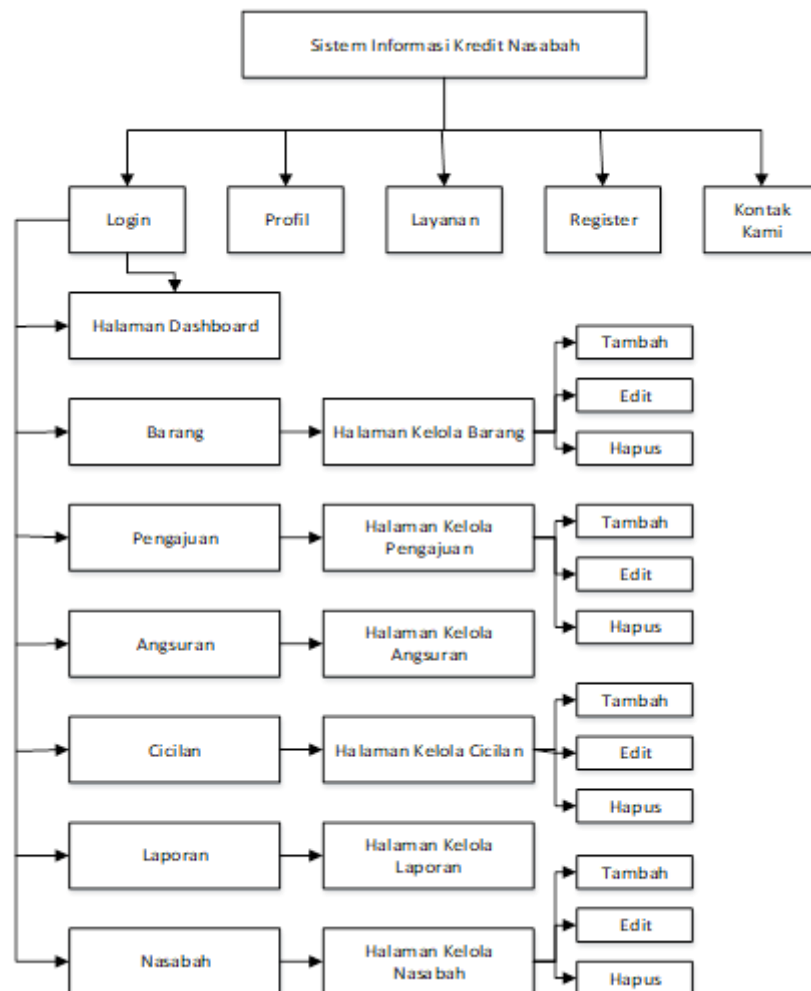 Sistem Informasi Kredit Nasabah
Login
Profil
Layanan
Register
Kontak
Kami
Halaman Dashboard
Barang
Halaman Kelola Barang
Tambah
Edit
Hapus
Pengajuan
Halaman Kelola
Pengajuan
Tambah
Edit
Hapus
Angsuran
Halaman Kelola
Angsuran
Cicilan
Halaman Kelola Cicilan
Tambah
Edit
Hapus
Laporan
Halaman Kelola
Laporan
Nasabah
Halaman Kelola
Nasabah
Tambah
Edit
Hapus